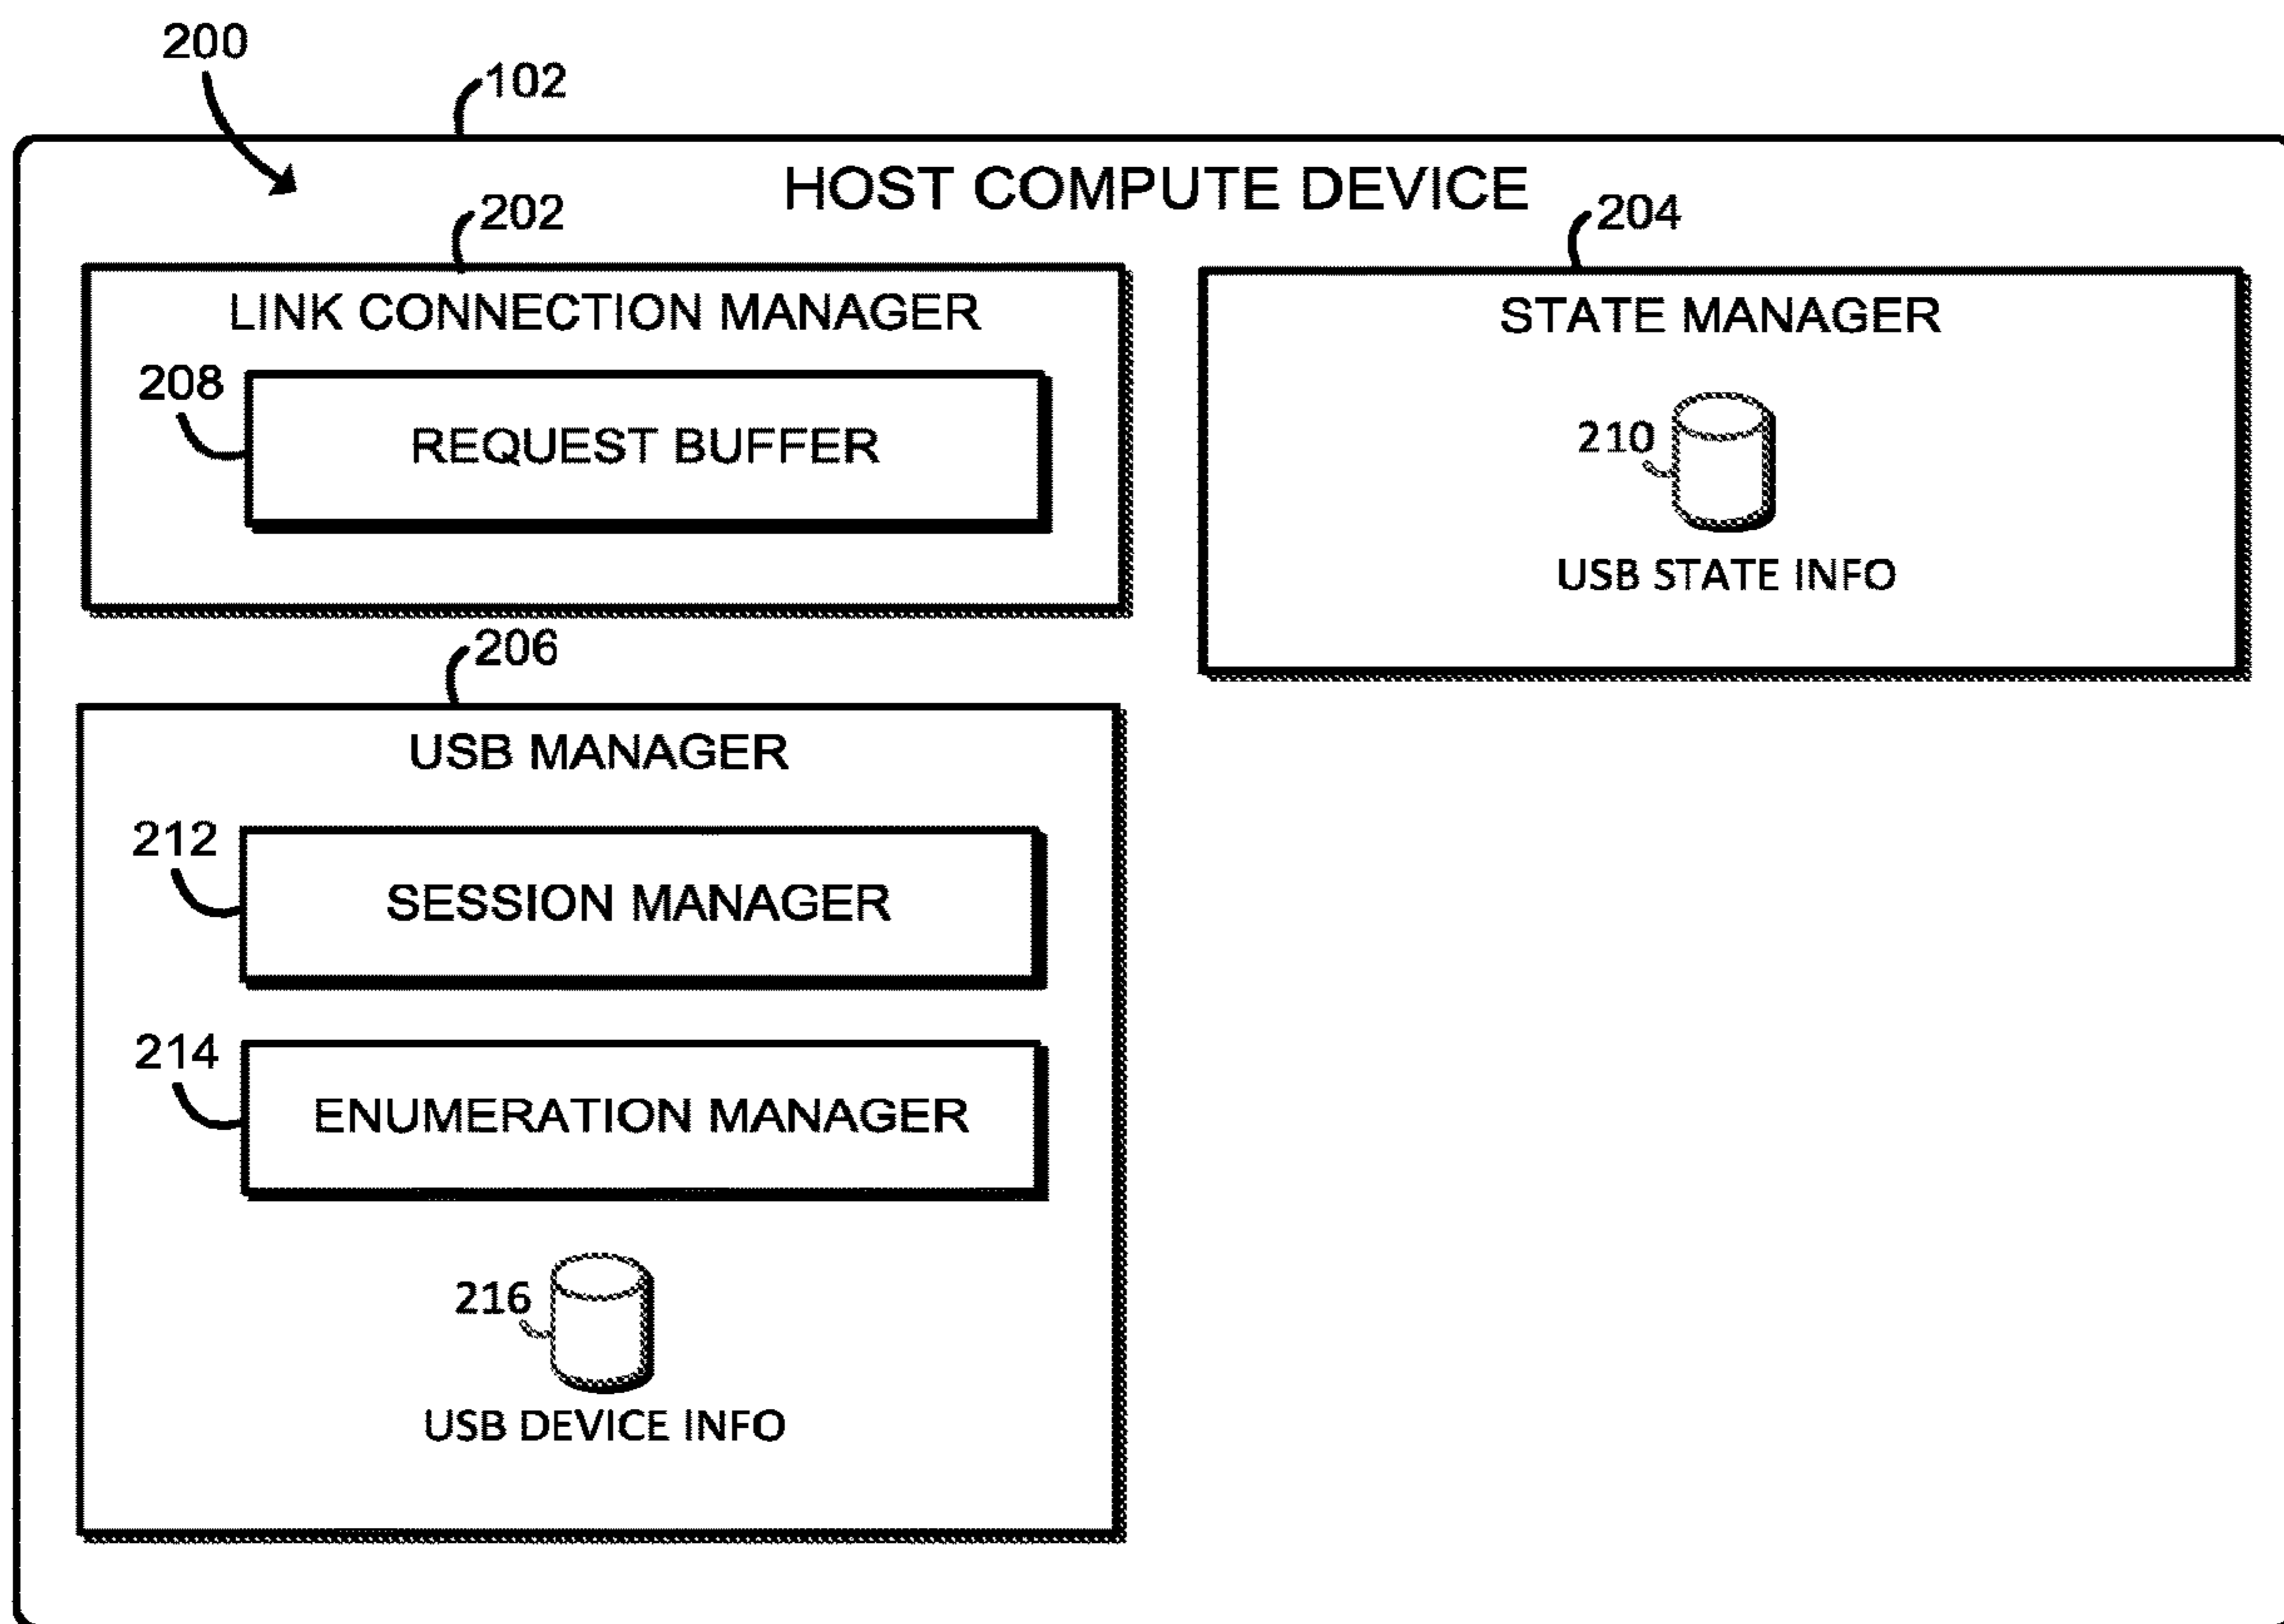 200
102
HOST COMPUTE DEVICE
202
204
LINK CONNECTION MANAGER
STATE MANAGER
208
REQUEST BUFFER
210
USB STATE INFO
206
USB MANAGER
212
SESSION MANAGER
214
ENUMERATION MANAGER
216
USB DEVICE INFO